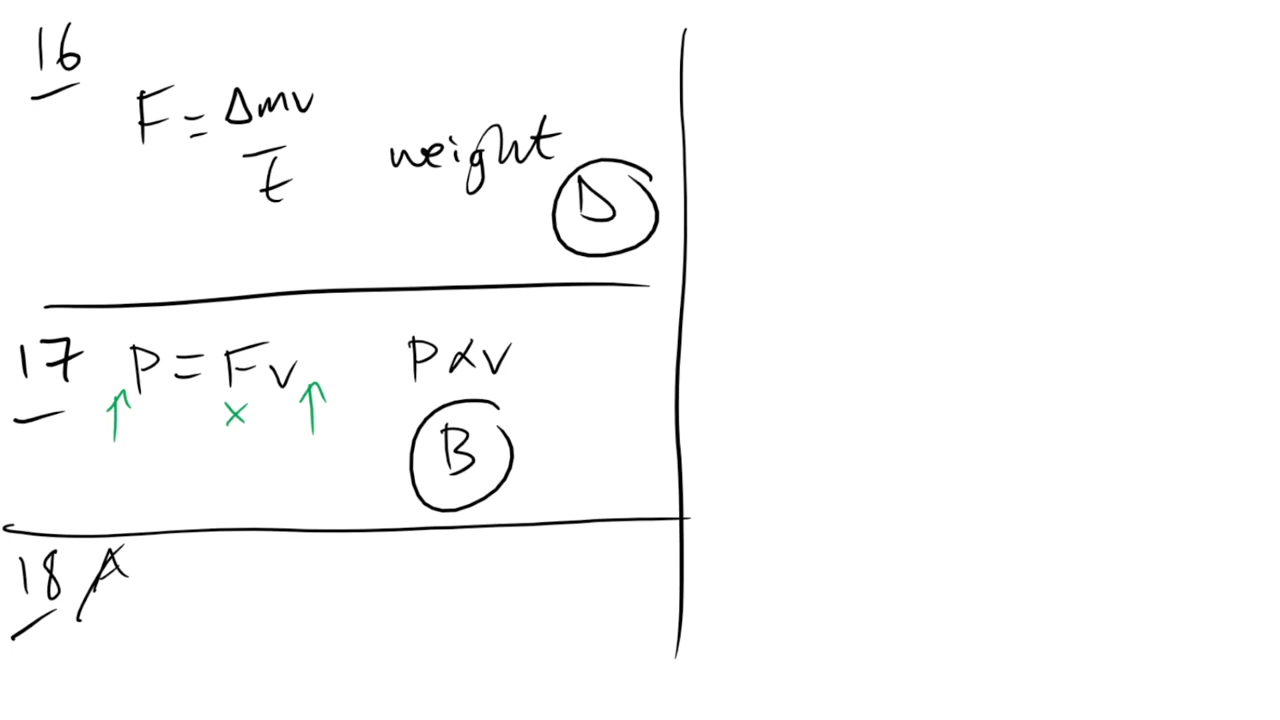 16
F = Δmv / t weight D
17 P = Fv P ∝ v
↑ × ↑
B
18 A